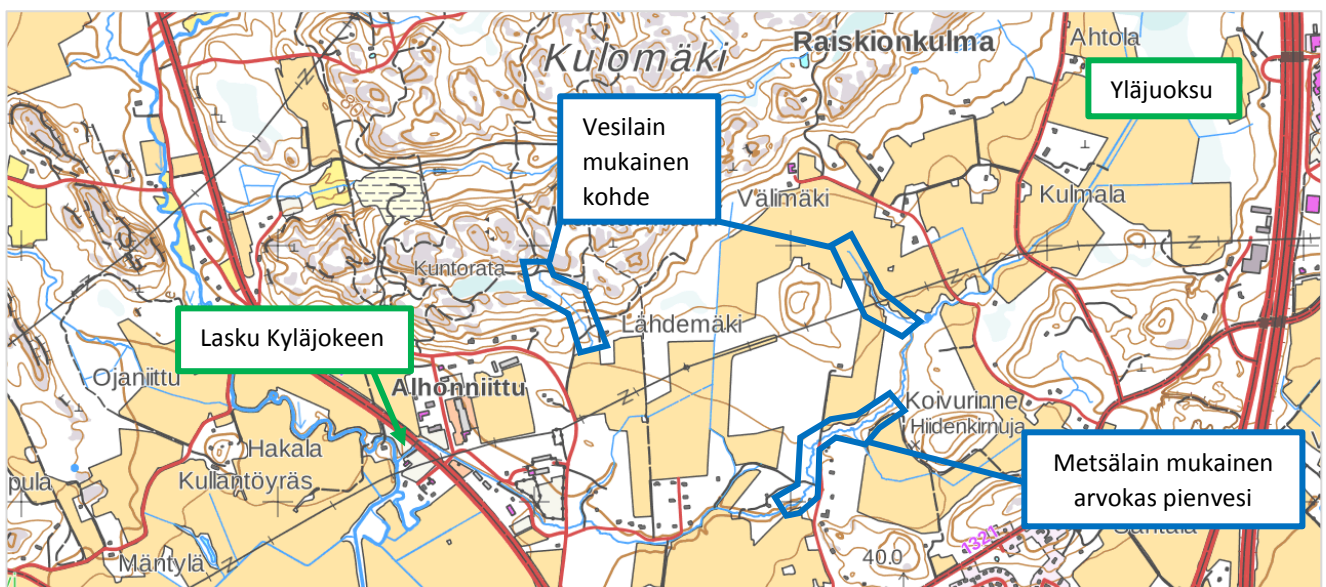 Kulomäki
Raiskionkulma
Ahtola
Yläjuoksu
Vesilain
mukainen
kohde
Välimäki
Kulmala
Kuntorata
Lasku Kyläjokeen
Lähdemäki
Ojaniittu
Alhonniittu
Koivurinne
Hiidenkirnuja
Hakala
Kullantöyräs
pula
Metsälain mukainen
arvokas pienvesi
Mäntylä
40.0
1321